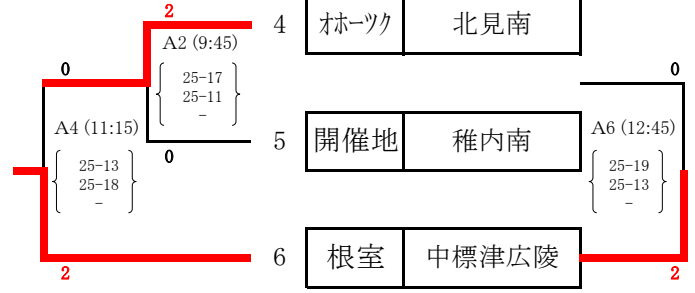 2
4 オホーツク 北見南
A2 (9:45)
0
0
25-17
25-11
-
A4 (11:15)
5 開催地 稚内南
A6 (12:45)
0
25-13
25-18
-
25-19
25-13
-
6 根室 中標津広陵
2
2